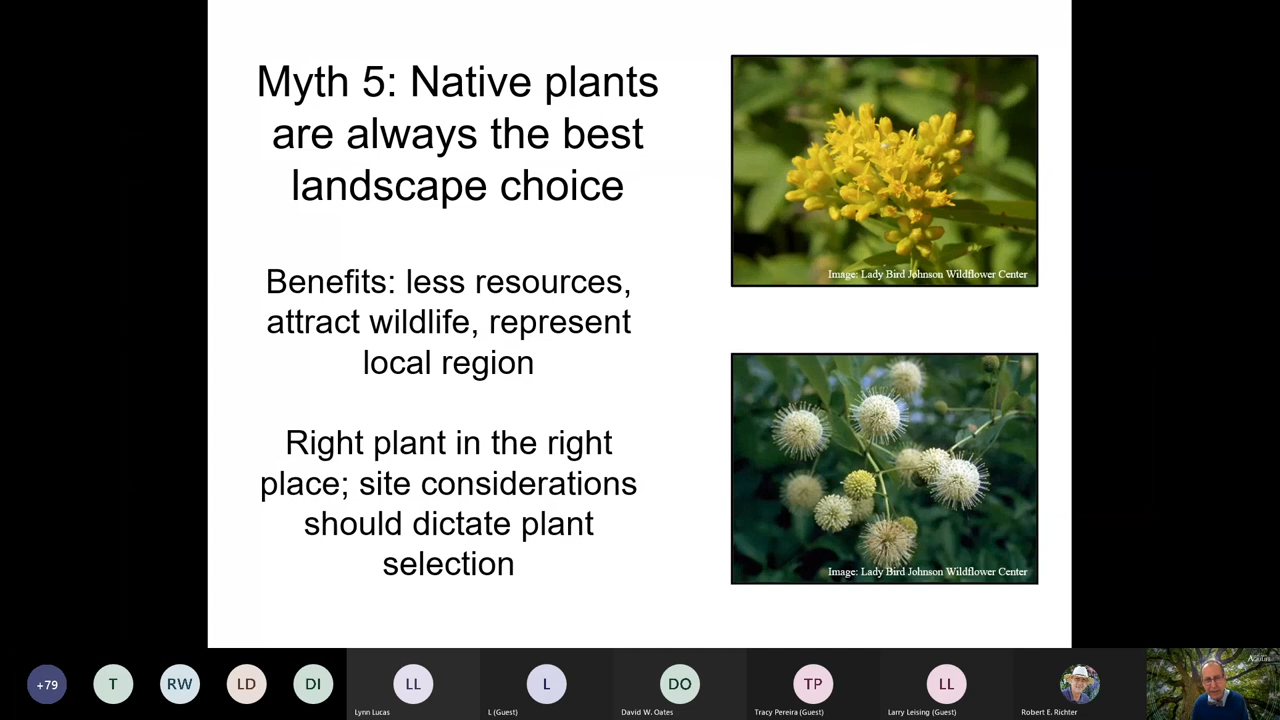 Myth 5: Native plants
are always the best
landscape choice
Benefits: less resources,
attract wildlife, represent
local region
Right plant in the right
place; site considerations
should dictate plant
selection
Image: Lady Bird Johnson Wildflower Center
Image: Lady Bird Johnson Wildflower Center
+79
T
RW
LD
DI
LL
Lynn Lucas
L
L (Guest)
DO
David W. Oates
TP
Tracy Pereira (Guest)
LL
Larry Leising (Guest)
Robert E. Richter